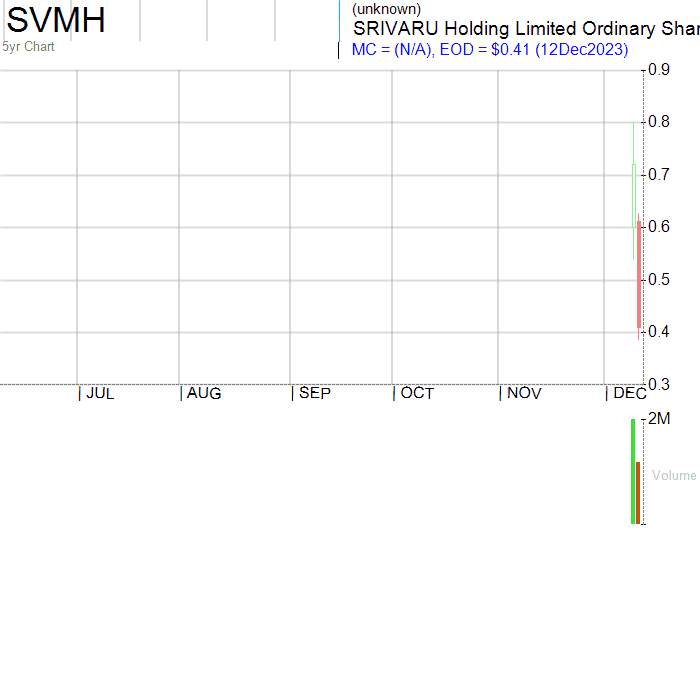 SVMH
5yr Chart
(unknown)
SRIVARU Holding Limited Ordinary Shar
MC = (N/A), EOD = $0.41 (12Dec2023)
0.9
0.8
0.7
0.6
0.5
0.4
0.3
JUL AUG SEP OCT NOV DEC
2M
Volume